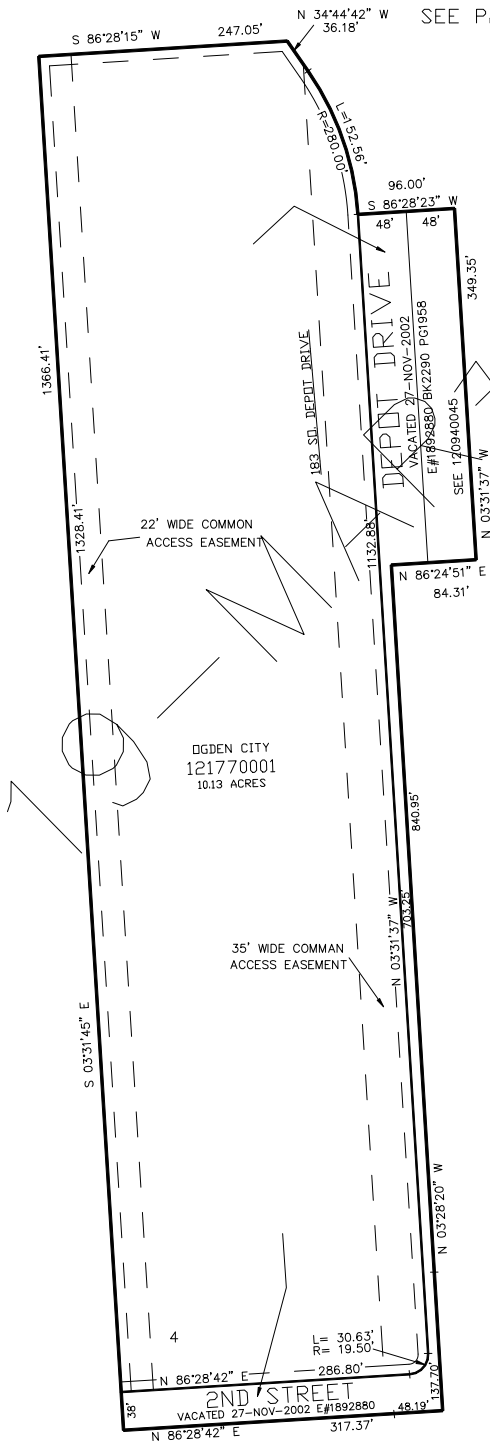 SEE
N 34°44'42" W
36.18'
S 86°28'15" W
247.05'
L=152.56'
R=280.00'
96.00'
S 86°28'23" W
48'
48'
349.35'
1366.41'
183 SO. DEPOT DRIVE
DEPOT DRIVE
VACATED 27-NOV-2002
E#1892880 BK2290 PG1958
SEE 120940045
N 03°31'37" W
1328.41'
22' WIDE COMMON
ACCESS EASEMENT
1132.88'
N 86°24'51" E
84.31'
OGDEN CITY
121770001
10.13 ACRES
840.95'
N 03°31'37" W
703.25'
35' WIDE COMMAN
ACCESS EASEMENT
S 03°31'45" E
N 03°28'20" W
4
L= 30.63'
R= 19.50'
N 86°28'42" E
286.80'
137.70'
38'
2ND STREET
VACATED 27-NOV-2002 E#1892880
48.19'
N 86°28'42" E
317.37'